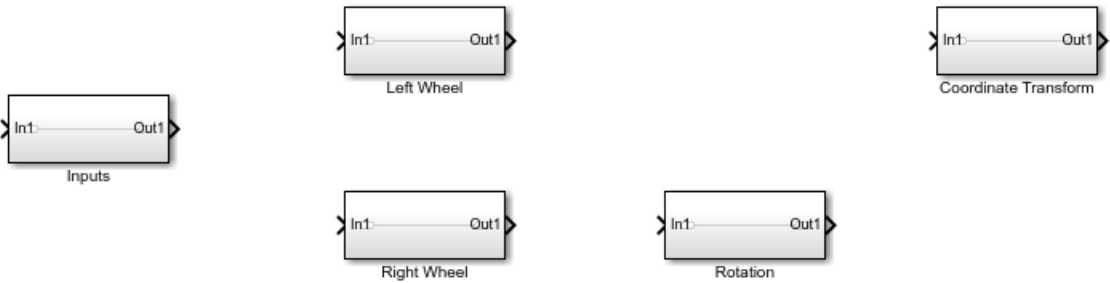 In1 Out1
Left Wheel
In1 Out1
Coordinate Transform
In1 Out1
Inputs
In1 Out1
Right Wheel
In1 Out1
Rotation